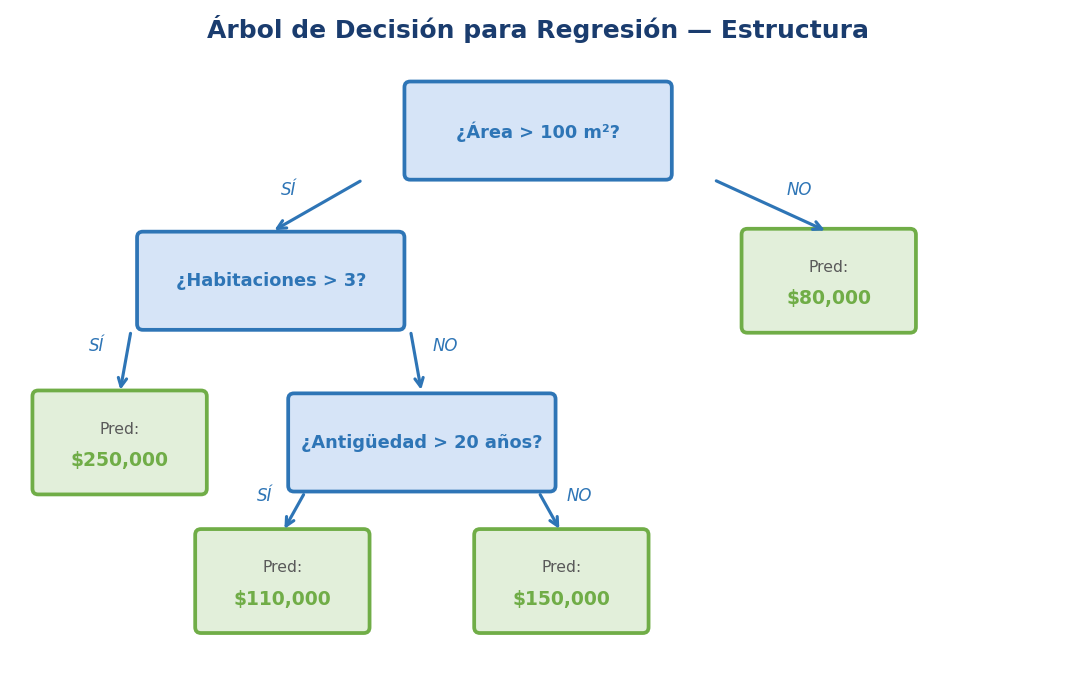 Árbol de Decisión para Regresión — Estructura
¿Área > 100 m²?
SÍ
NO
¿Habitaciones > 3?
Pred:
$80,000
SÍ
NO
Pred:
$250,000
¿Antigüedad > 20 años?
SÍ
NO
Pred:
$110,000
Pred:
$150,000